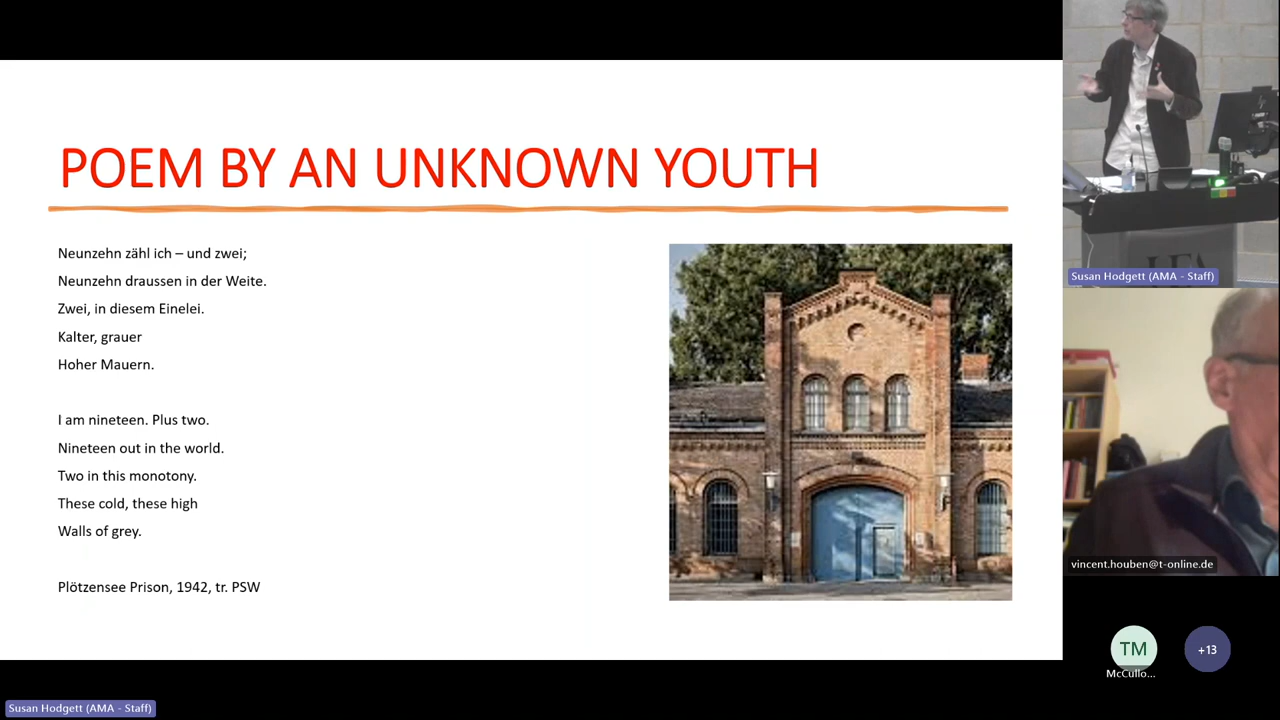 POEM BY AN UNKNOWN YOUTH
Neunzehn zähl ich – und zwei;
Neunzehn draussen in der Weite.
Zwei, in diesem Einelei.
Kalter, grauer
Hoher Mauern.
I am nineteen. Plus two.
Nineteen out in the world.
Two in this monotony.
These cold, these high
Walls of grey.
Plötzensee Prison, 1942, tr. PSW
Susan Hodgett (AMA - Staff)
vincent.houben@t-online.de
TM
McCullo...
+13
Susan Hodgett (AMA - Staff)